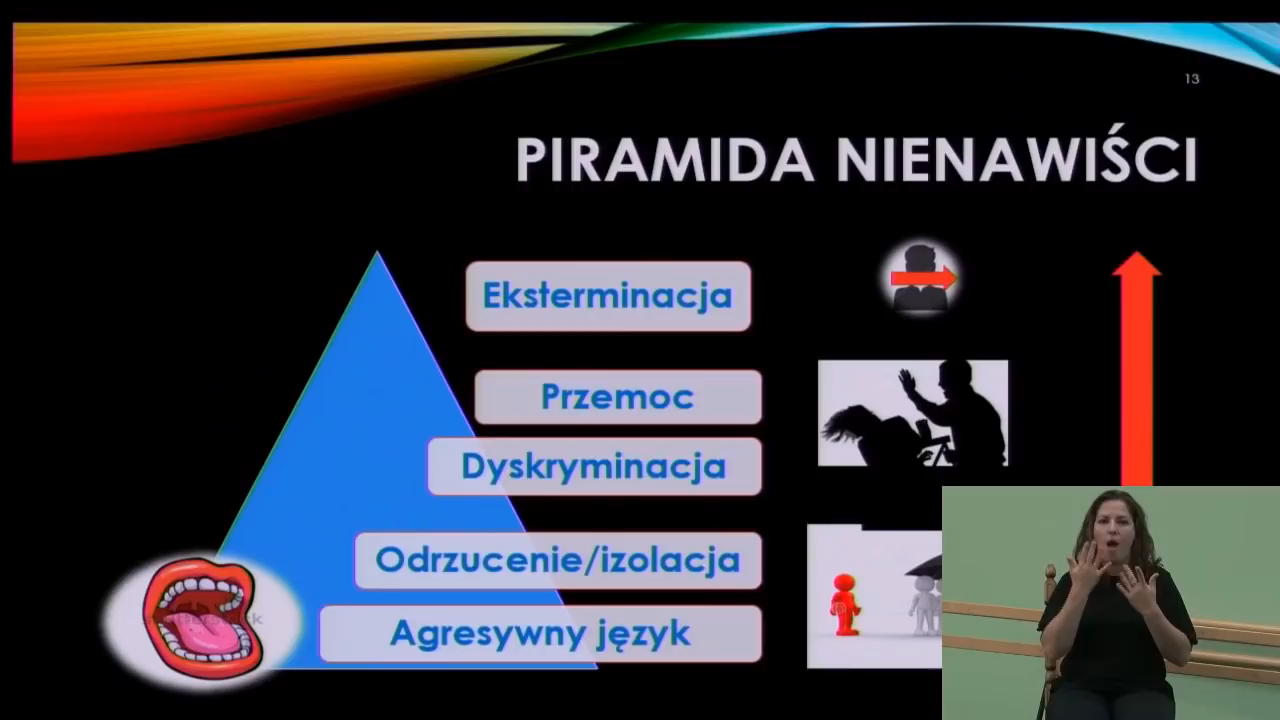 13
PIRAMIDA NIENAWIŚCI
Eksterminacja
Przemoc
Dyskryminacja
Odrzucenie/izolacja
Agresywny język